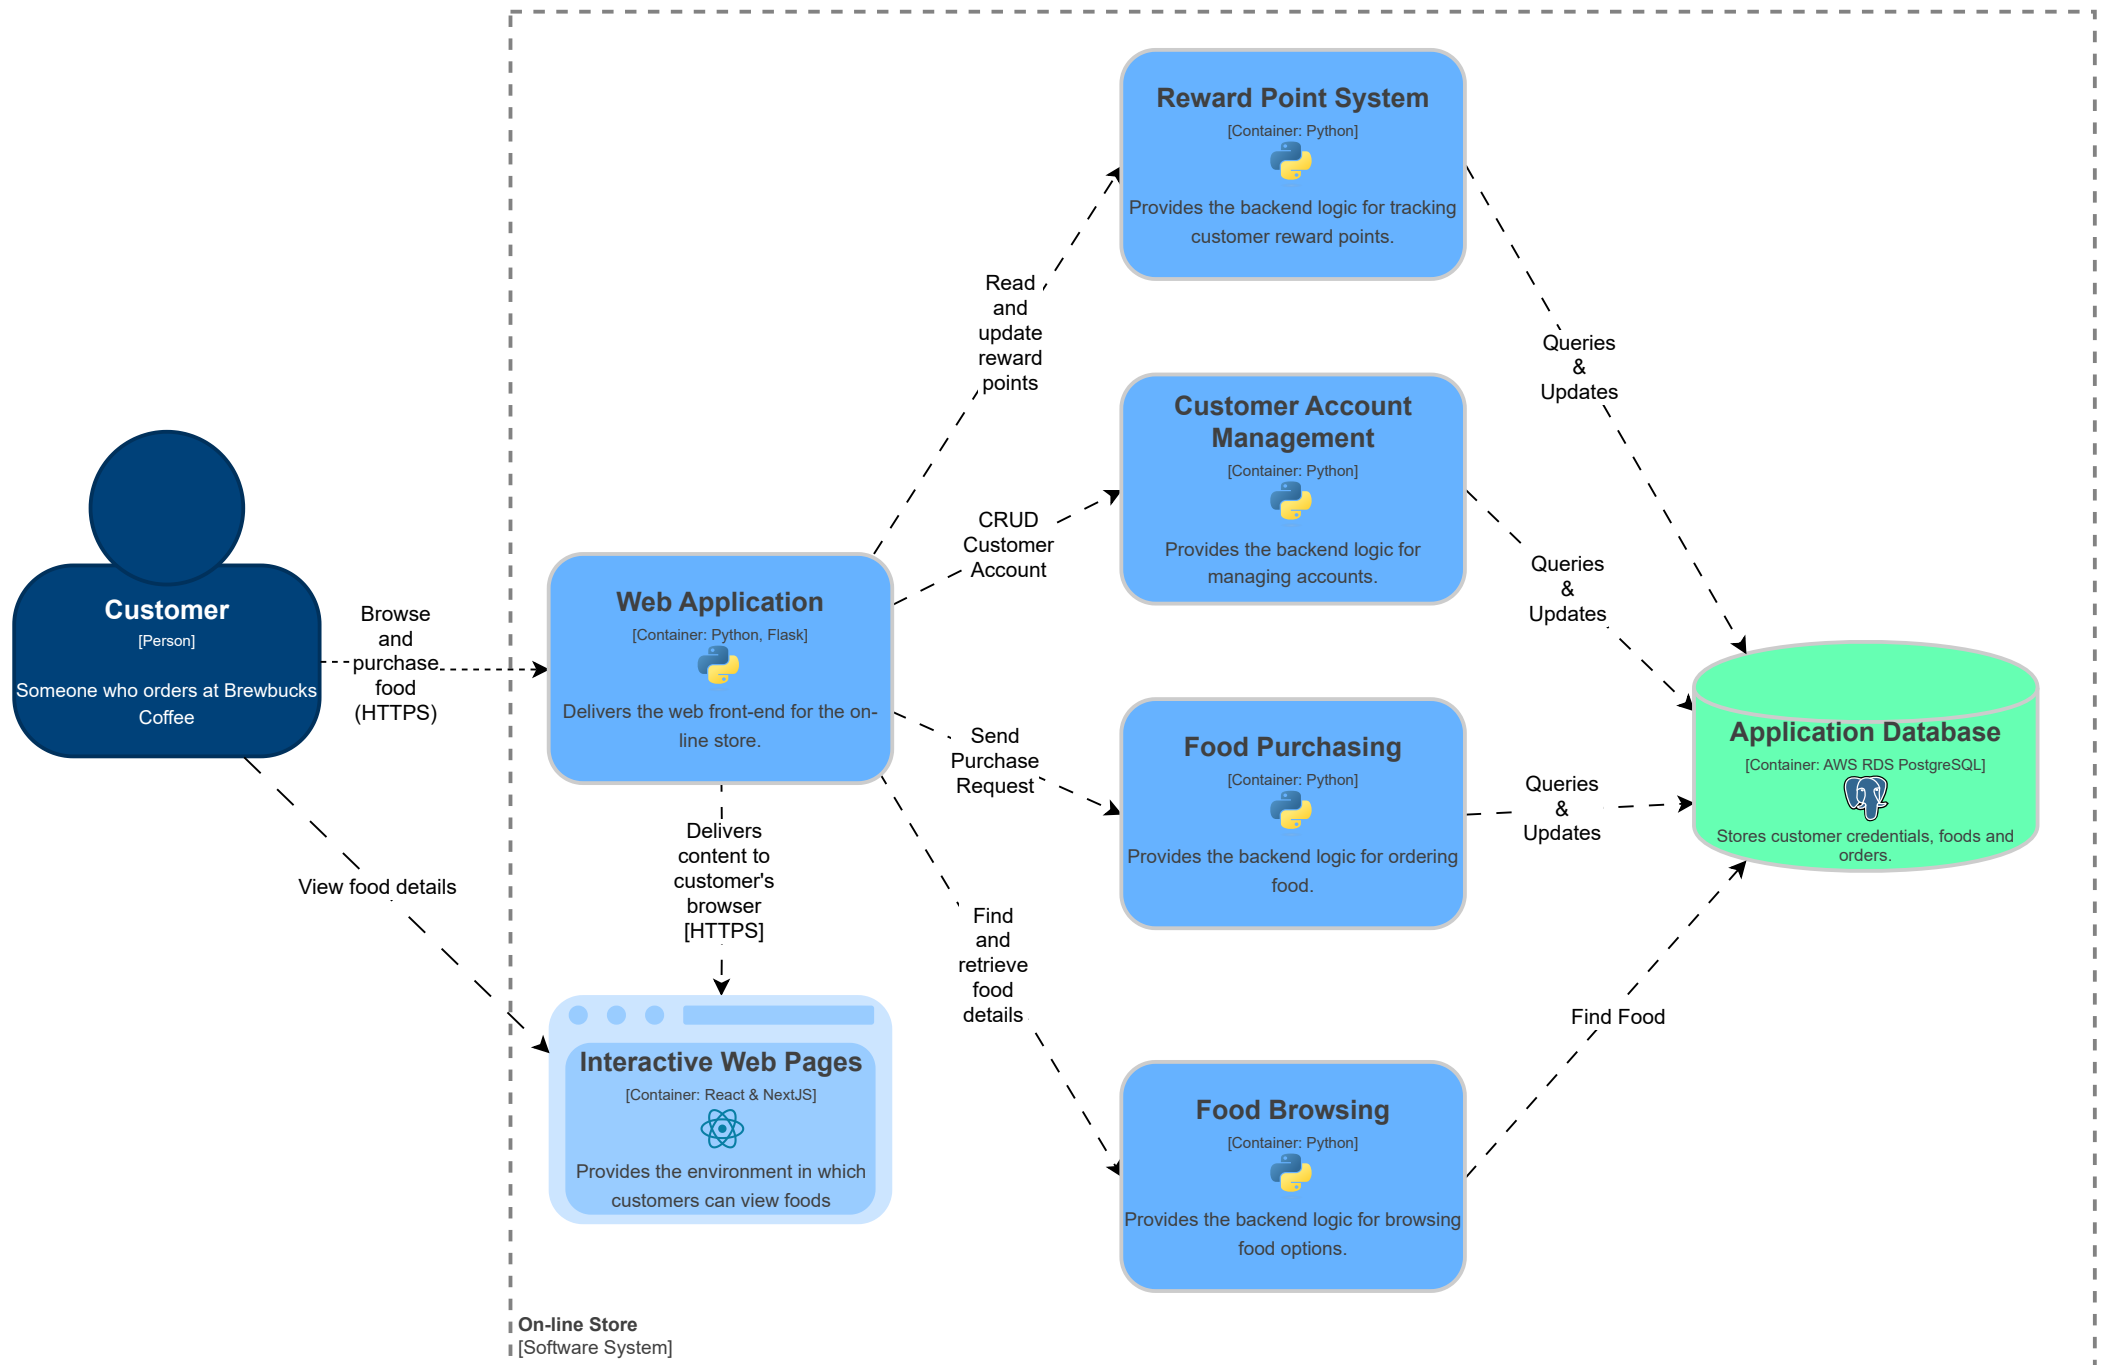 Reward Point System
[Container: Python]
Provides the backend logic for tracking
customer reward points.
Read
and
update
reward
points
Queries
&
Updates
Customer Account
Management
[Container: Python]
Provides the backend logic for
managing accounts.
CRUD
Customer
Account
Queries
&
Updates
Customer
[Person]
Someone who orders at Brewbucks
Coffee
Browse
and
purchase
food
(HTTPS)
Web Application
[Container: Python, Flask]
Delivers the web front-end for the on-
line store.
Send
Purchase
Request
Food Purchasing
[Container: Python]
Provides the backend logic for ordering
food.
Queries
&
Updates
Application Database
[Container: AWS RDS PostgreSQL]
Stores customer credentials, foods and
orders.
View food details
Delivers
content to
customer's
browser
[HTTPS]
Find
and
retrieve
food
details
Find Food
Interactive Web Pages
[Container: React & NextJS]
Provides the environment in which
customers can view foods
Food Browsing
[Container: Python]
Provides the backend logic for browsing
food options.
On-line Store
[Software System]